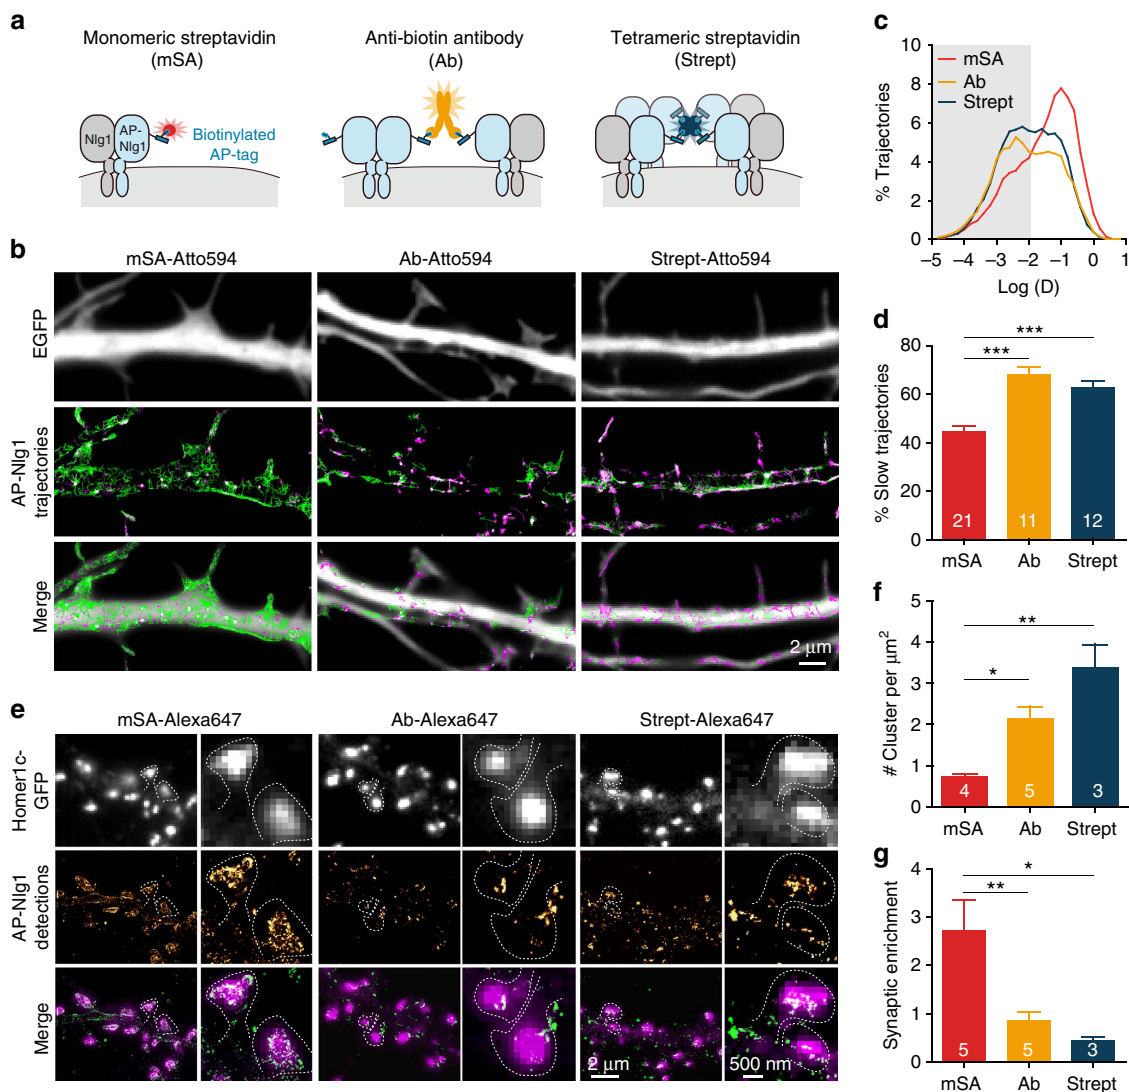 a
Monomeric streptavidin
(mSA)
Anti-biotin antibody
(Ab)
Tetrameric streptavidin
(Strept)
Nlg1
AP-
Nlg1
Biotinylated
AP-tag
b
mSA-Atto594
Ab-Atto594
Strept-Atto594
EGFP
AP-Nlg1
trajectories
Merge
2 μm
c
% Trajectories
10
8
6
4
2
0
mSA
Ab
Strept
–5
–4
–3
–2
–1
0
1
Log (D)
d
% Slow trajectories
80
60
40
20
0
***
***
21
11
12
mSA
Ab
Strept
e
mSA-Alexa647
Ab-Alexa647
Strept-Alexa647
Homer1c-
GFP
AP-Nlg1
detections
Merge
2 μm
500 nm
f
# Cluster per μm²
5
4
3
2
1
0
**
*
4
5
3
mSA
Ab
Strept
g
Synaptic enrichment
4
3
2
1
0
*
**
5
5
3
mSA
Ab
Strept